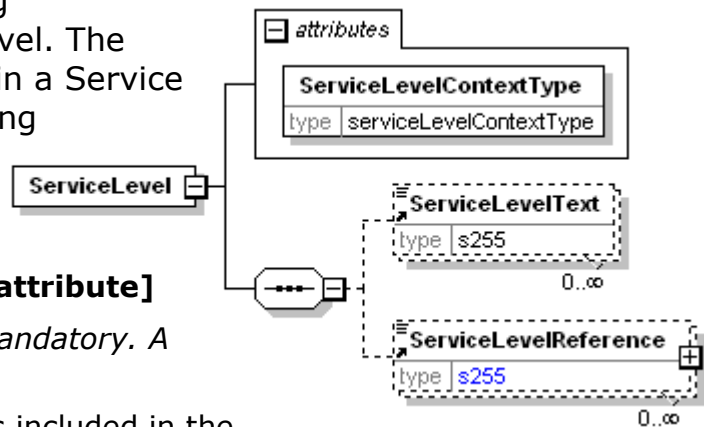 g
vel. The
in a Service
ng
attribute]
andatory. A
s included in the
attributes
ServiceLevelContextType
type serviceLevelContextType
ServiceLevel
ServiceLevelText
type s255
0..∞
ServiceLevelReference
type s255
0..∞